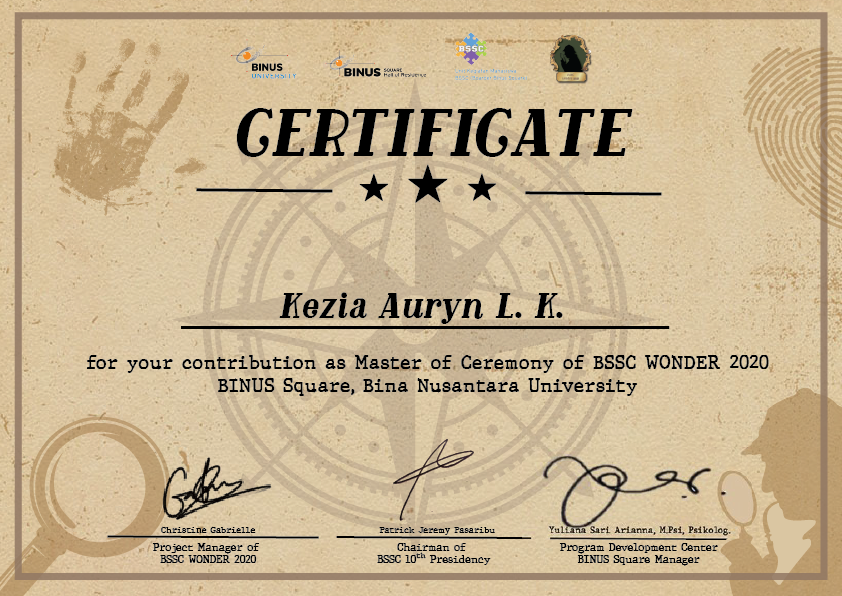 BINUS
UNIVERSITY
BINUS SQUARE
Hall of Residence
BSSC
CERTIFICATE
Kezia Auryn L. K.
for your contribution as Master of Ceremony of BSSC WONDER 2020
BINUS Square, Bina Nusantara University
Christine Gabrielle
Project Manager of
BSSC WONDER 2020
Patrick Jeremy Pasaribu
Chairman of
BSSC 10th Presidency
Yuliana Sari Arianna, M.Psi, Psikolog.
Program Development Center
BINUS Square Manager